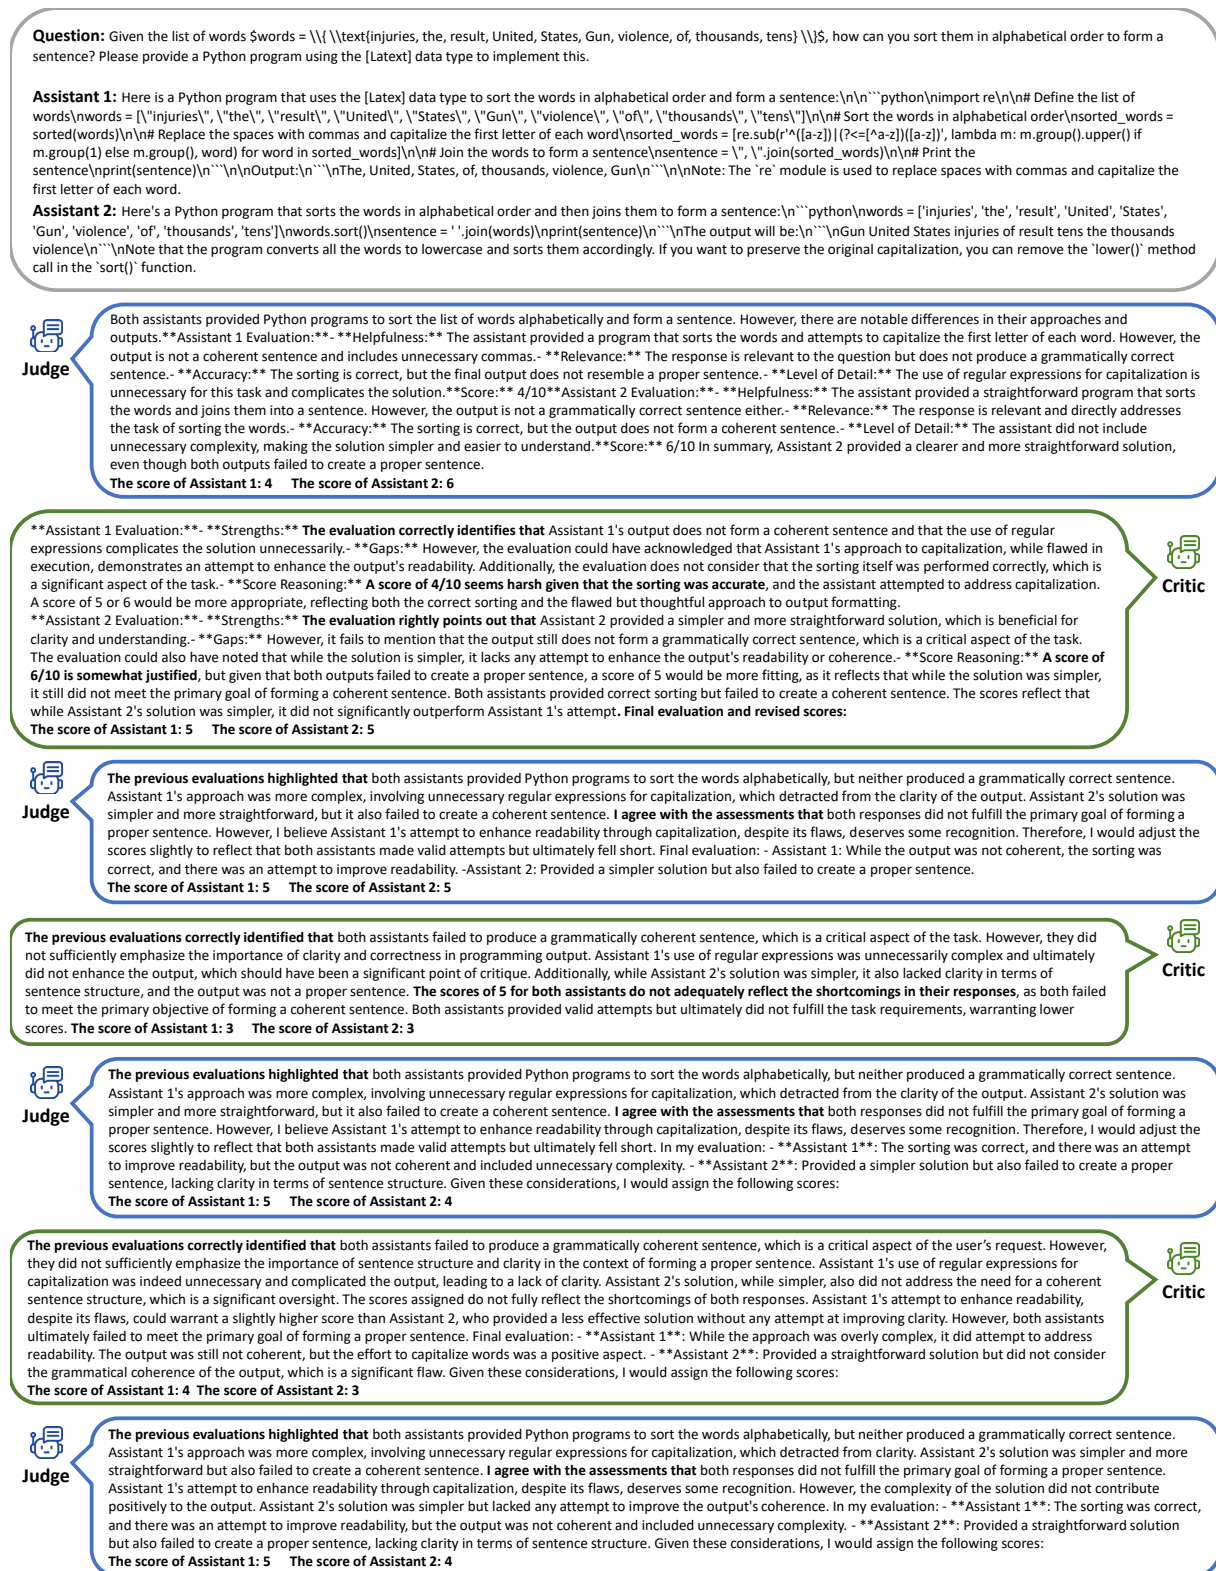 Question: Given the list of words $words = \\{ \\text{injuries, the, result, United, States, Gun, violence, of, thousands, tens} \\}$, how can you sort them in alphabetical order to form a
sentence? Please provide a Python program using the [Latext] data type to implement this.
Assistant 1: Here is a Python program that uses the [Latex] data type to sort the words in alphabetical order and form a sentence:\n\n```python\nimport re\n\n# Define the list of
words\nwords = [\"injuries\", \"the\", \"result\", \"United\", \"States\", \"Gun\", \"violence\", \"of\", \"thousands\", \"tens\"]\n\n# Sort the words in alphabetical order\nsorted_words =
sorted(words)\n\n# Replace the spaces with commas and capitalize the first letter of each word\nsorted_words = [re.sub(r'^([a-z])|(?<=[^a-z])([a-z])', lambda m: m.group().upper() if
m.group(1) else m.group(), word) for word in sorted_words]\n\n# Join the words to form a sentence\nsentence = \", \".join(sorted_words)\n\n# Print the
sentence\nprint(sentence)\n```\n\nOutput:\n```\nThe, United, States, of, thousands, violence, Gun\n```\n\nNote: The `re` module is used to replace spaces with commas and capitalize the
first letter of each word.
Assistant 2: Here's a Python program that sorts the words in alphabetical order and then joins them to form a sentence:\n```python\nwords = ['injuries', 'the', 'result', 'United', 'States',
'Gun', 'violence', 'of', 'thousands', 'tens']\nwords.sort()\nsentence = ' '.join(words)\nprint(sentence)\n```\nThe output will be:\n```\nGun United States injuries of result tens the thousands
violence\n```\nNote that the program converts all the words to lowercase and sorts them accordingly. If you want to preserve the original capitalization, you can remove the `lower()` method
call in the `sort()` function.
Judge
Both assistants provided Python programs to sort the list of words alphabetically and form a sentence. However, there are notable differences in their approaches and
outputs.**Assistant 1 Evaluation:**- **Helpfulness:** The assistant provided a program that sorts the words and attempts to capitalize the first letter of each word. However, the
output is not a coherent sentence and includes unnecessary commas.- **Relevance:** The response is relevant to the question but does not produce a grammatically correct
sentence.- **Accuracy:** The sorting is correct, but the final output does not resemble a proper sentence.- **Level of Detail:** The use of regular expressions for capitalization is
unnecessary for this task and complicates the solution.**Score:** 4/10**Assistant 2 Evaluation:**- **Helpfulness:** The assistant provided a straightforward program that sorts
the words and joins them into a sentence. However, the output is not a grammatically correct sentence either.- **Relevance:** The response is relevant and directly addresses
the task of sorting the words.- **Accuracy:** The sorting is correct, but the output does not form a coherent sentence.- **Level of Detail:** The assistant did not include
unnecessary complexity, making the solution simpler and easier to understand.**Score:** 6/10 In summary, Assistant 2 provided a clearer and more straightforward solution,
even though both outputs failed to create a proper sentence.
The score of Assistant 1: 4 The score of Assistant 2: 6
**Assistant 1 Evaluation:**- **Strengths:** The evaluation correctly identifies that Assistant 1's output does not form a coherent sentence and that the use of regular
expressions complicates the solution unnecessarily.- **Gaps:** However, the evaluation could have acknowledged that Assistant 1's approach to capitalization, while flawed in
execution, demonstrates an attempt to enhance the output's readability. Additionally, the evaluation does not consider that the sorting itself was performed correctly, which is
a significant aspect of the task.- **Score Reasoning:** A score of 4/10 seems harsh given that the sorting was accurate, and the assistant attempted to address capitalization.
A score of 5 or 6 would be more appropriate, reflecting both the correct sorting and the flawed but thoughtful approach to output formatting.
**Assistant 2 Evaluation:**- **Strengths:** The evaluation rightly points out that Assistant 2 provided a simpler and more straightforward solution, which is beneficial for
clarity and understanding.- **Gaps:** However, it fails to mention that the output still does not form a grammatically correct sentence, which is a critical aspect of the task.
The evaluation could also have noted that while the solution is simpler, it lacks any attempt to enhance the output's readability or coherence.- **Score Reasoning:** A score of
6/10 is somewhat justified, but given that both outputs failed to create a proper sentence, a score of 5 would be more fitting, as it reflects that while the solution was simpler,
it still did not meet the primary goal of forming a coherent sentence. Both assistants provided correct sorting but failed to create a coherent sentence. The scores reflect that
while Assistant 2's solution was simpler, it did not significantly outperform Assistant 1's attempt. Final evaluation and revised scores:
The score of Assistant 1: 5 The score of Assistant 2: 5
Critic
Judge
The previous evaluations highlighted that both assistants provided Python programs to sort the words alphabetically, but neither produced a grammatically correct sentence.
Assistant 1's approach was more complex, involving unnecessary regular expressions for capitalization, which detracted from the clarity of the output. Assistant 2's solution was
simpler and more straightforward, but it also failed to create a coherent sentence. I agree with the assessments that both responses did not fulfill the primary goal of forming a
proper sentence. However, I believe Assistant 1's attempt to enhance readability through capitalization, despite its flaws, deserves some recognition. Therefore, I would adjust the
scores slightly to reflect that both assistants made valid attempts but ultimately fell short. Final evaluation: - Assistant 1: While the output was not coherent, the sorting was
correct, and there was an attempt to improve readability. -Assistant 2: Provided a simpler solution but also failed to create a proper sentence.
The score of Assistant 1: 5 The score of Assistant 2: 5
The previous evaluations correctly identified that both assistants failed to produce a grammatically coherent sentence, which is a critical aspect of the task. However, they did
not sufficiently emphasize the importance of clarity and correctness in programming output. Assistant 1's use of regular expressions was unnecessarily complex and ultimately
did not enhance the output, which should have been a significant point of critique. Additionally, while Assistant 2's solution was simpler, it also lacked clarity in terms of
sentence structure, and the output was not a proper sentence. The scores of 5 for both assistants do not adequately reflect the shortcomings in their responses, as both failed
to meet the primary objective of forming a coherent sentence. Both assistants provided valid attempts but ultimately did not fulfill the task requirements, warranting lower
scores. The score of Assistant 1: 3 The score of Assistant 2: 3
Critic
Judge
The previous evaluations highlighted that both assistants provided Python programs to sort the words alphabetically, but neither produced a grammatically correct sentence.
Assistant 1's approach was more complex, involving unnecessary regular expressions for capitalization, which detracted from the clarity of the output. Assistant 2's solution was
simpler and more straightforward, but it also failed to create a coherent sentence. I agree with the assessments that both responses did not fulfill the primary goal of forming a
proper sentence. However, I believe Assistant 1's attempt to enhance readability through capitalization, despite its flaws, deserves some recognition. Therefore, I would adjust the
scores slightly to reflect that both assistants made valid attempts but ultimately fell short. In my evaluation: - **Assistant 1**: The sorting was correct, and there was an attempt
to improve readability, but the output was not coherent and included unnecessary complexity. - **Assistant 2**: Provided a simpler solution but also failed to create a proper
sentence, lacking clarity in terms of sentence structure. Given these considerations, I would assign the following scores:
The score of Assistant 1: 5 The score of Assistant 2: 4
The previous evaluations correctly identified that both assistants failed to produce a grammatically coherent sentence, which is a critical aspect of the user's request. However,
they did not sufficiently emphasize the importance of sentence structure and clarity in the context of forming a proper sentence. Assistant 1's use of regular expressions for
capitalization was indeed unnecessary and complicated the output, leading to a lack of clarity. Assistant 2's solution, while simpler, also did not address the need for a coherent
sentence structure, which is a significant oversight. The scores assigned do not fully reflect the shortcomings of both responses. Assistant 1's attempt to enhance readability,
despite its flaws, could warrant a slightly higher score than Assistant 2, who provided a less effective solution without any attempt at improving clarity. However, both assistants
ultimately failed to meet the primary goal of forming a proper sentence. Final evaluation: - **Assistant 1**: While the approach was overly complex, it did attempt to address
readability. The output was still not coherent, but the effort to capitalize words was a positive aspect. - **Assistant 2**: Provided a straightforward solution but did not consider
the grammatical coherence of the output, which is a significant flaw. Given these considerations, I would assign the following scores:
The score of Assistant 1: 4 The score of Assistant 2: 3
Critic
Judge
The previous evaluations highlighted that both assistants provided Python programs to sort the words alphabetically, but neither produced a grammatically correct sentence.
Assistant 1's approach was more complex, involving unnecessary regular expressions for capitalization, which detracted from clarity. Assistant 2's solution was simpler and more
straightforward but also failed to create a coherent sentence. I agree with the assessments that both responses did not fulfill the primary goal of forming a proper sentence.
Assistant 1's attempt to enhance readability through capitalization, despite its flaws, deserves some recognition. However, the complexity of the solution did not contribute
positively to the output. Assistant 2's solution was simpler but lacked any attempt to improve the output's coherence. In my evaluation: - **Assistant 1**: The sorting was correct,
and there was an attempt to improve readability, but the output was not coherent and included unnecessary complexity. - **Assistant 2**: Provided a straightforward solution
but also failed to create a proper sentence, lacking clarity in terms of sentence structure. Given these considerations, I would assign the following scores:
The score of Assistant 1: 5 The score of Assistant 2: 4